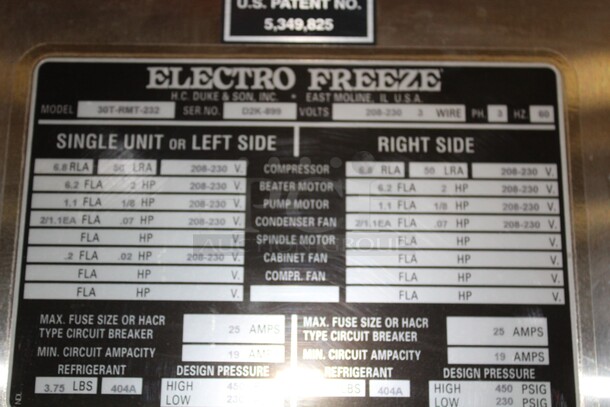 U.S. PATENT NO.
5,349,825
ELECTRO FREEZE
H.C. DUKE & SON, INC. • EAST MOLINE, IL U.S.A.
MODEL 30T-RMT-232 SER NO. D2K-899 VOLTS 208-230 3 WIRE PH. 3 HZ. 60
SINGLE UNIT OR LEFT SIDE RIGHT SIDE
6.8 RLA 50 LRA 208-230 V. COMPRESSOR 6.8 RLA 50 LRA 208-230 V.
6.2 FLA 2 HP 208-230 V. BEATER MOTOR 6.2 FLA 2 HP 208-230 V.
1.1 FLA 1/8 HP 208-230 V. PUMP MOTOR 1.1 FLA 1/8 HP 208-230 V.
2/1.1EA FLA .07 HP 208-230 V. CONDENSER FAN 2/1.1EA FLA .07 HP 208-230 V.
FLA HP V. SPINDLE MOTOR FLA HP V.
.2 FLA .02 HP 208-230 V. CABINET FAN FLA HP V.
FLA HP V. COMPR. FAN FLA HP V.
FLA HP V. FLA HP V.
MAX. FUSE SIZE OR HACR TYPE CIRCUIT BREAKER 25 AMPS MAX. FUSE SIZE OR HACR TYPE CIRCUIT BREAKER 25 AMPS
MIN. CIRCUIT AMPACITY 19 AMPS MIN. CIRCUIT AMPACITY 19 AMPS
REFRIGERANT DESIGN PRESSURE REFRIGERANT DESIGN PRESSURE
3.75 LBS 404A HIGH 450 LBS 404A HIGH 450 PSIG
LOW 230 LOW 230 PSIG